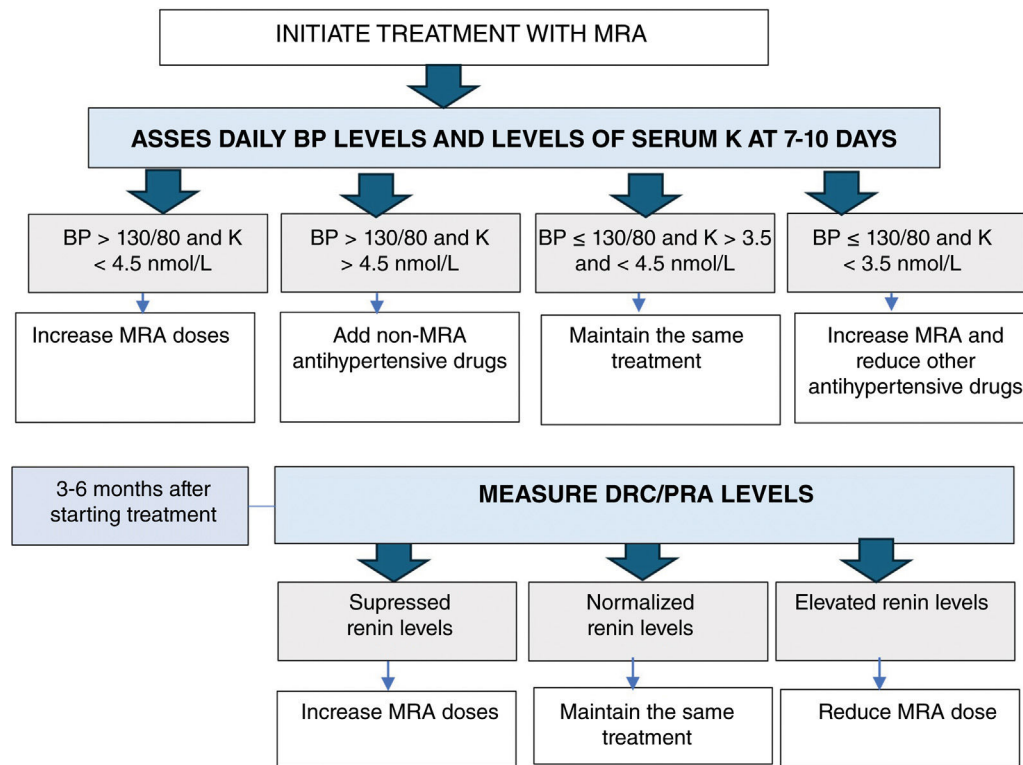 INITIATE TREATMENT WITH MRA
ASSES DAILY BP LEVELS AND LEVELS OF SERUM K AT 7-10 DAYS
BP > 130/80 and K
< 4.5 nmol/L
BP > 130/80 and K
> 4.5 nmol/L
BP ≤ 130/80 and K > 3.5
and < 4.5 nmol/L
BP ≤ 130/80 and K
< 3.5 nmol/L
Increase MRA doses
Add non-MRA
antihypertensive drugs
Maintain the same
treatment
Increase MRA and
reduce other
antihypertensive drugs
3-6 months after
starting treatment
MEASURE DRC/PRA LEVELS
Supressed
renin levels
Normalized
renin levels
Elevated renin levels
Increase MRA doses
Maintain the same
treatment
Reduce MRA dose